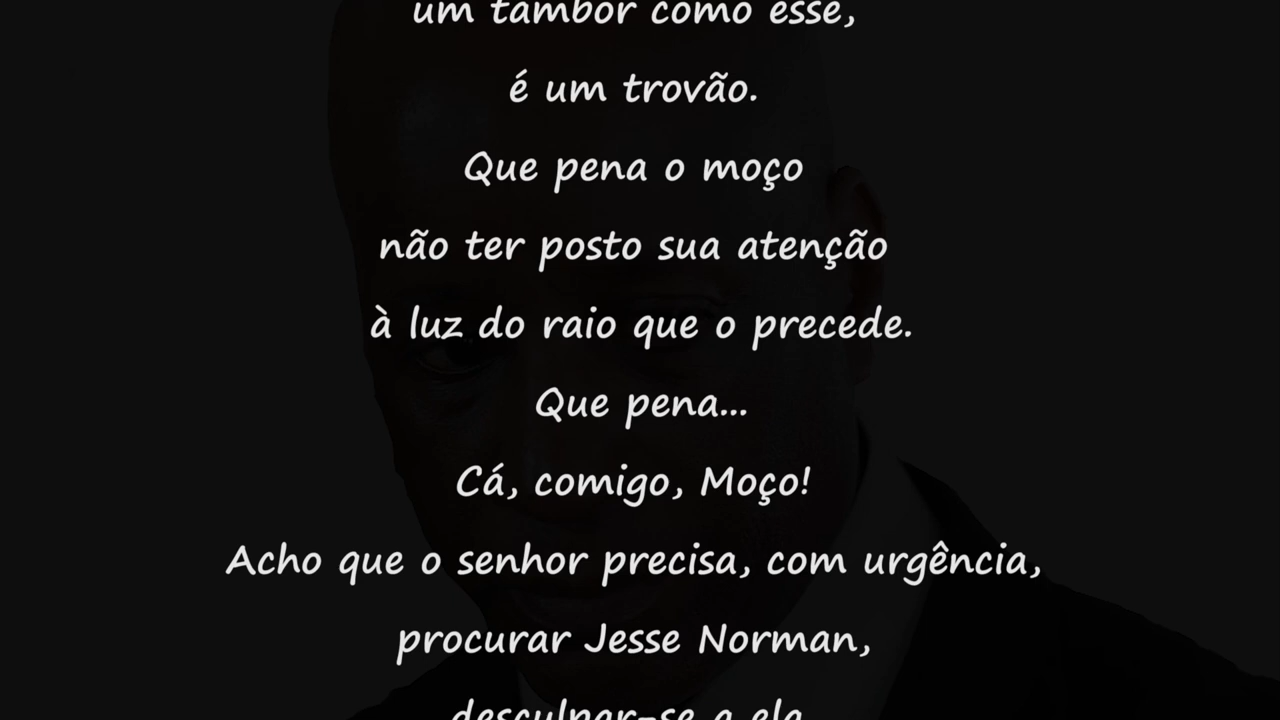 um tambor como esse,
é um trovão.
Que pena o moço
não ter posto sua atenção
à luz do raio que o precede.
Que pena...
Cá, comigo, Moço!
Acho que o senhor precisa, com urgência,
procurar Jesse Norman,
desculpar-se a ela